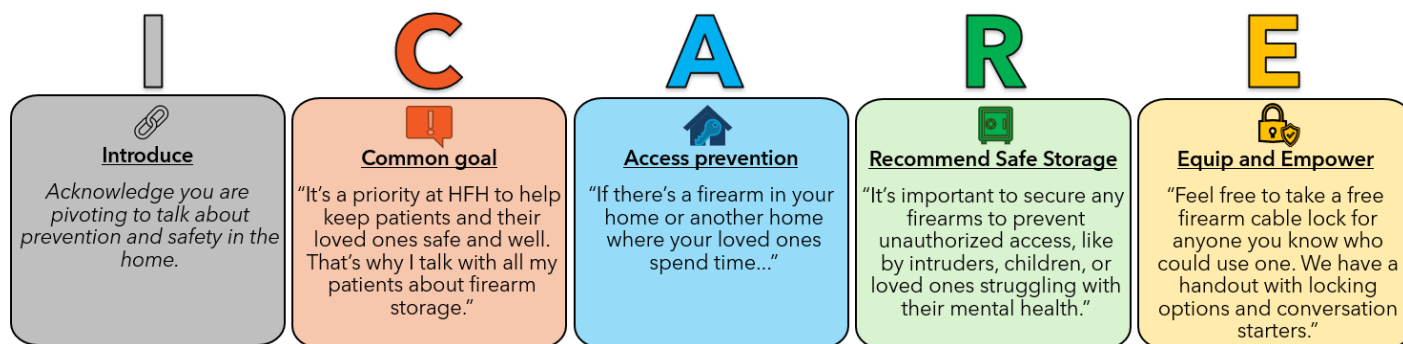 I
C
A
R
E
Introduce
Acknowledge you are
pivoting to talk about
prevention and safety in the
home.
Common goal
“It’s a priority at HFH to help
keep patients and their
loved ones safe and well.
That’s why I talk with all my
patients about firearm
storage.”
Access prevention
“If there’s a firearm in your
home or another home
where your loved ones
spend time...”
Recommend Safe Storage
“It’s important to secure any
firearms to prevent
unauthorized access, like
by intruders, children, or
loved ones struggling with
their mental health.”
Equip and Empower
“Feel free to take a free
firearm cable lock for
anyone you know who
could use one. We have a
handout with locking
options and conversation
starters.”